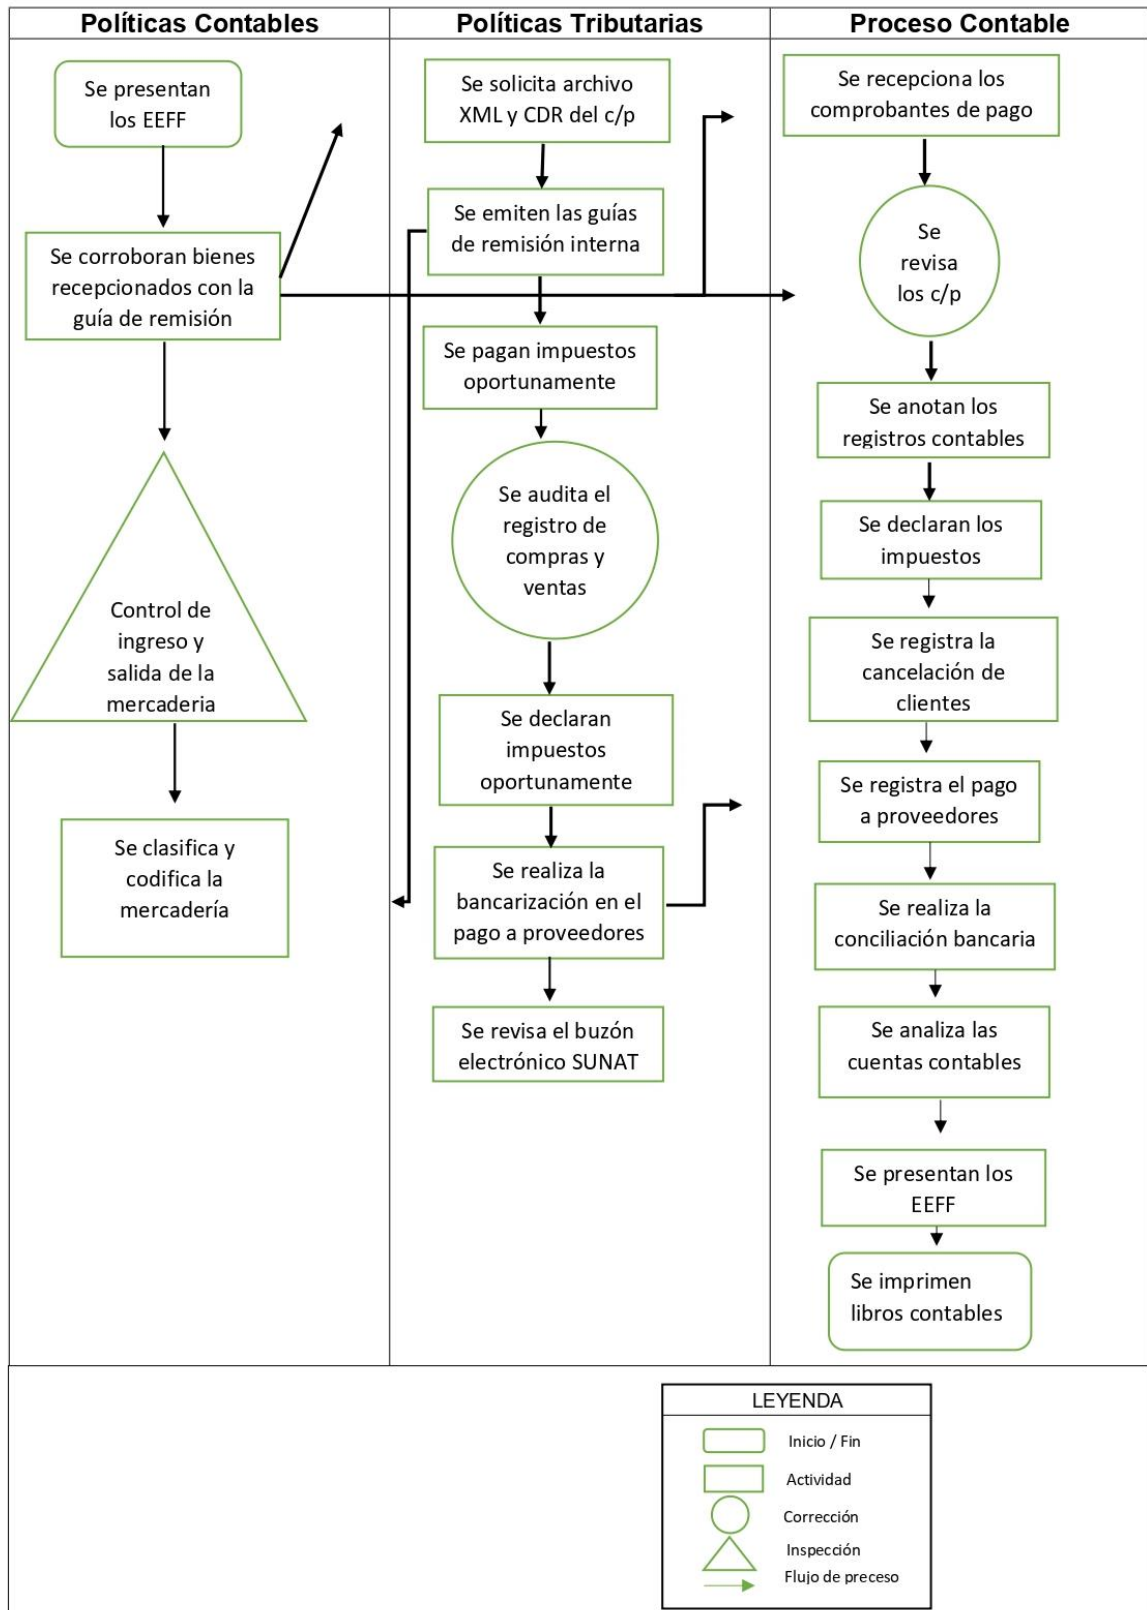 Políticas Contables
Políticas Tributarias
Proceso Contable
Se presentan
los EEFF
Se corroboran bienes
recepcionados con la
guía de remisión
Control de
ingreso y
salida de la
mercaderia
Se clasifica y
codifica la
mercadería
Se solicita archivo
XML y CDR del c/p
Se emiten las guías
de remisión interna
Se pagan impuestos
oportunamente
Se audita el
registro de
compras y
ventas
Se declaran
impuestos
oportunamente
Se realiza la
bancarización en el
pago a proveedores
Se revisa el buzón
electrónico SUNAT
Se recepciona los
comprobantes de pago
Se
revisa
los c/p
Se anotan los
registros contables
Se declaran los
impuestos
Se registra la
cancelación de
clientes
Se registra el pago
a proveedores
Se realiza la
conciliación bancaria
Se analiza las
cuentas contables
Se presentan los
EEFF
Se imprimen
libros contables
LEYENDA
Inicio / Fin
Actividad
Corrección
Inspección
Flujo de preceso